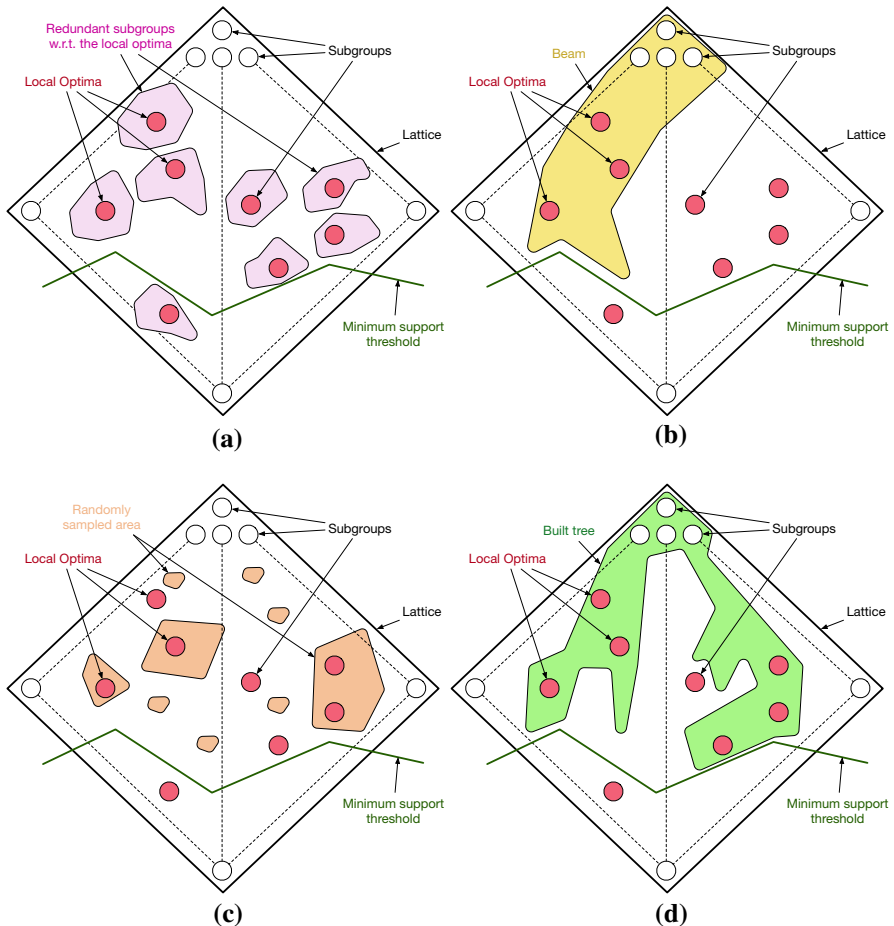 Redundant subgroups
w.r.t. the local optima
Subgroups
Local Optima
Lattice
Minimum support
threshold
(a)
Beam
Subgroups
Local Optima
Lattice
Minimum support
threshold
(b)
Randomly
sampled area
Subgroups
Local Optima
Lattice
Minimum support
threshold
(c)
Built tree
Subgroups
Local Optima
Lattice
Minimum support
threshold
(d)